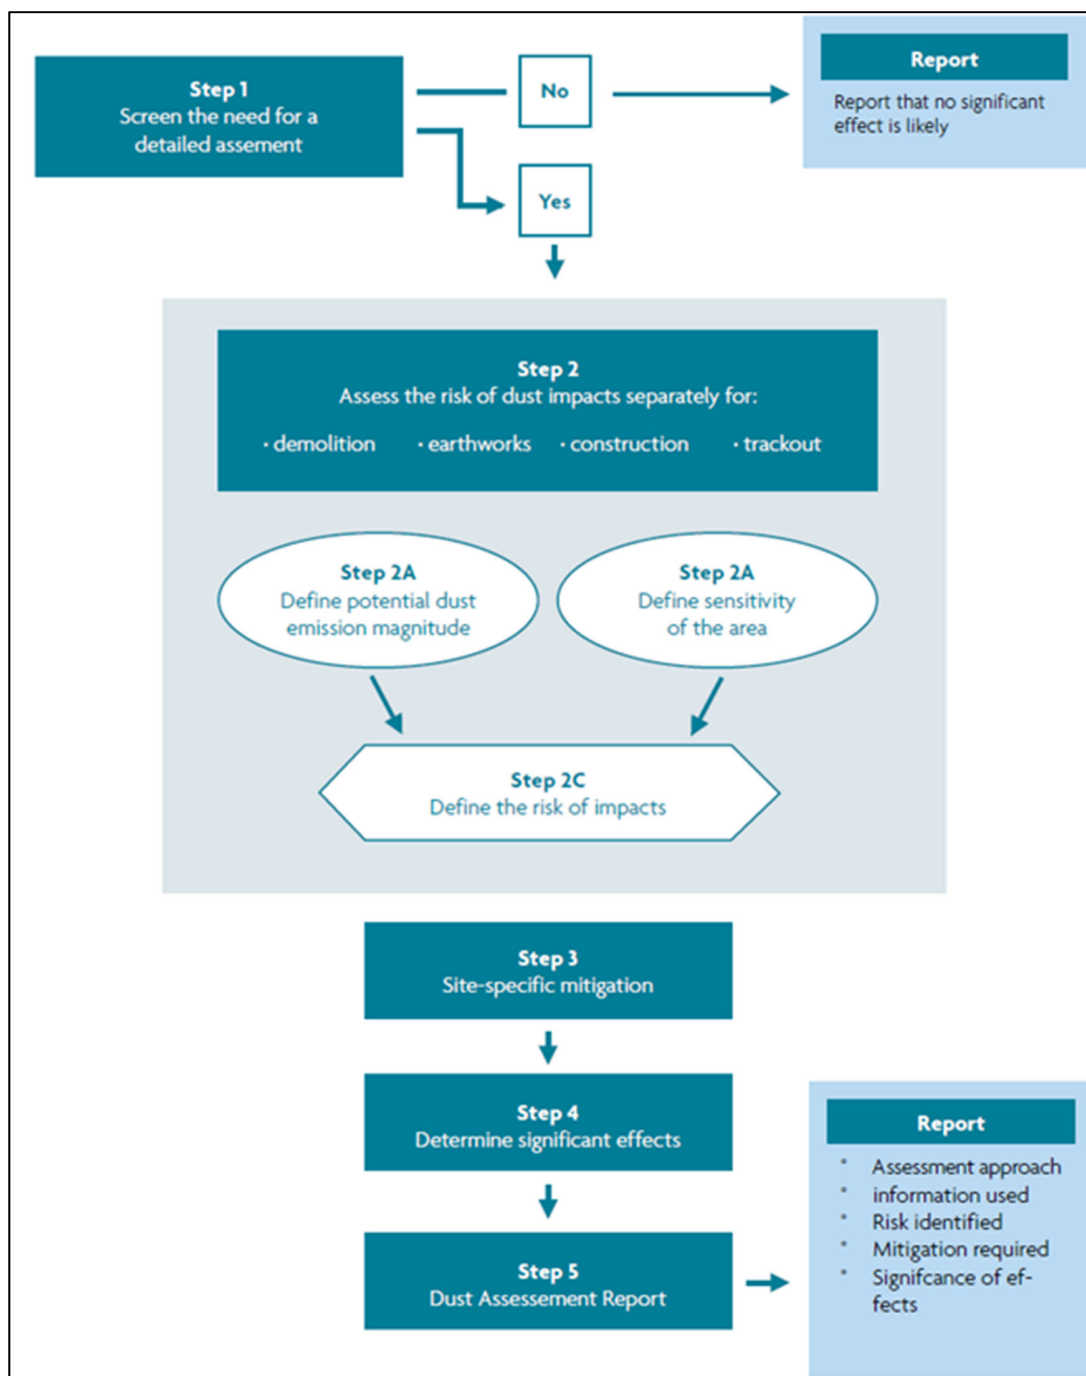 Step 1
Screen the need for a
detailed assement
No
Report
Report that no significant
effect is likely
Yes
Step 2
Assess the risk of dust impacts separately for:
· demolition · earthworks · construction · trackout
Step 2A
Define potential dust
emission magnitude
Step 2A
Define sensitivity
of the area
Step 2C
Define the risk of impacts
Step 3
Site-specific mitigation
Step 4
Determine significant effects
Step 5
Dust Assessement Report
Report
* Assessment approach
* information used
* Risk identified
* Mitigation required
* Signifcance of ef-
fects